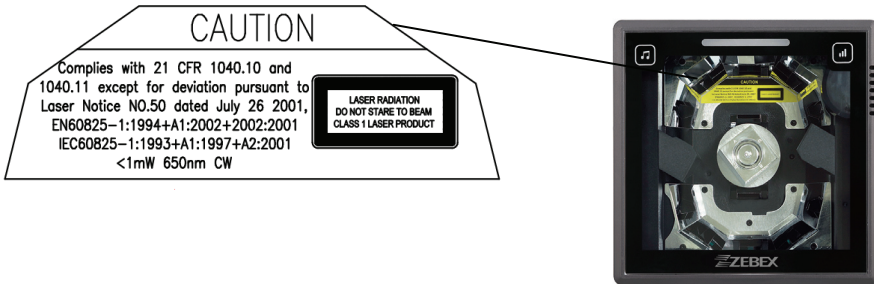 CAUTION
Complies with 21 CFR 1040.10 and
1040.11 except for deviation pursuant to
Laser Notice NO.50 dated July 26 2001,
EN60825-1:1994+A1:2002+2002:2001
IEC60825-1:1993+A1:1997+A2:2001
<1mW 650nm CW
LASER RADIATION
DO NOT STARE TO BEAM
CLASS 1 LASER PRODUCT
CAUTION
ZEBEX